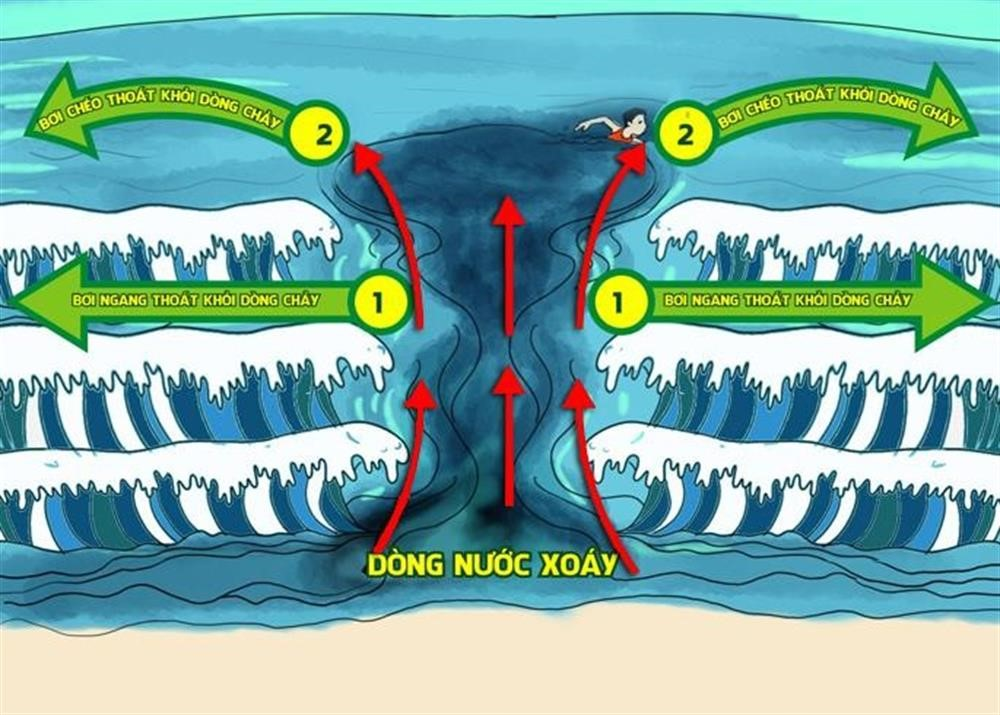 BƠI CHÉO THOÁT KHỎI DÒNG CHẢY
2
2
BƠI CHÉO THOÁT KHỎI DÒNG CHẢY
BƠI NGANG THOÁT KHỎI DÒNG CHẢY
1
1
BƠI NGANG THOÁT KHỎI DÒNG CHẢY
DÒNG NƯỚC XOÁY